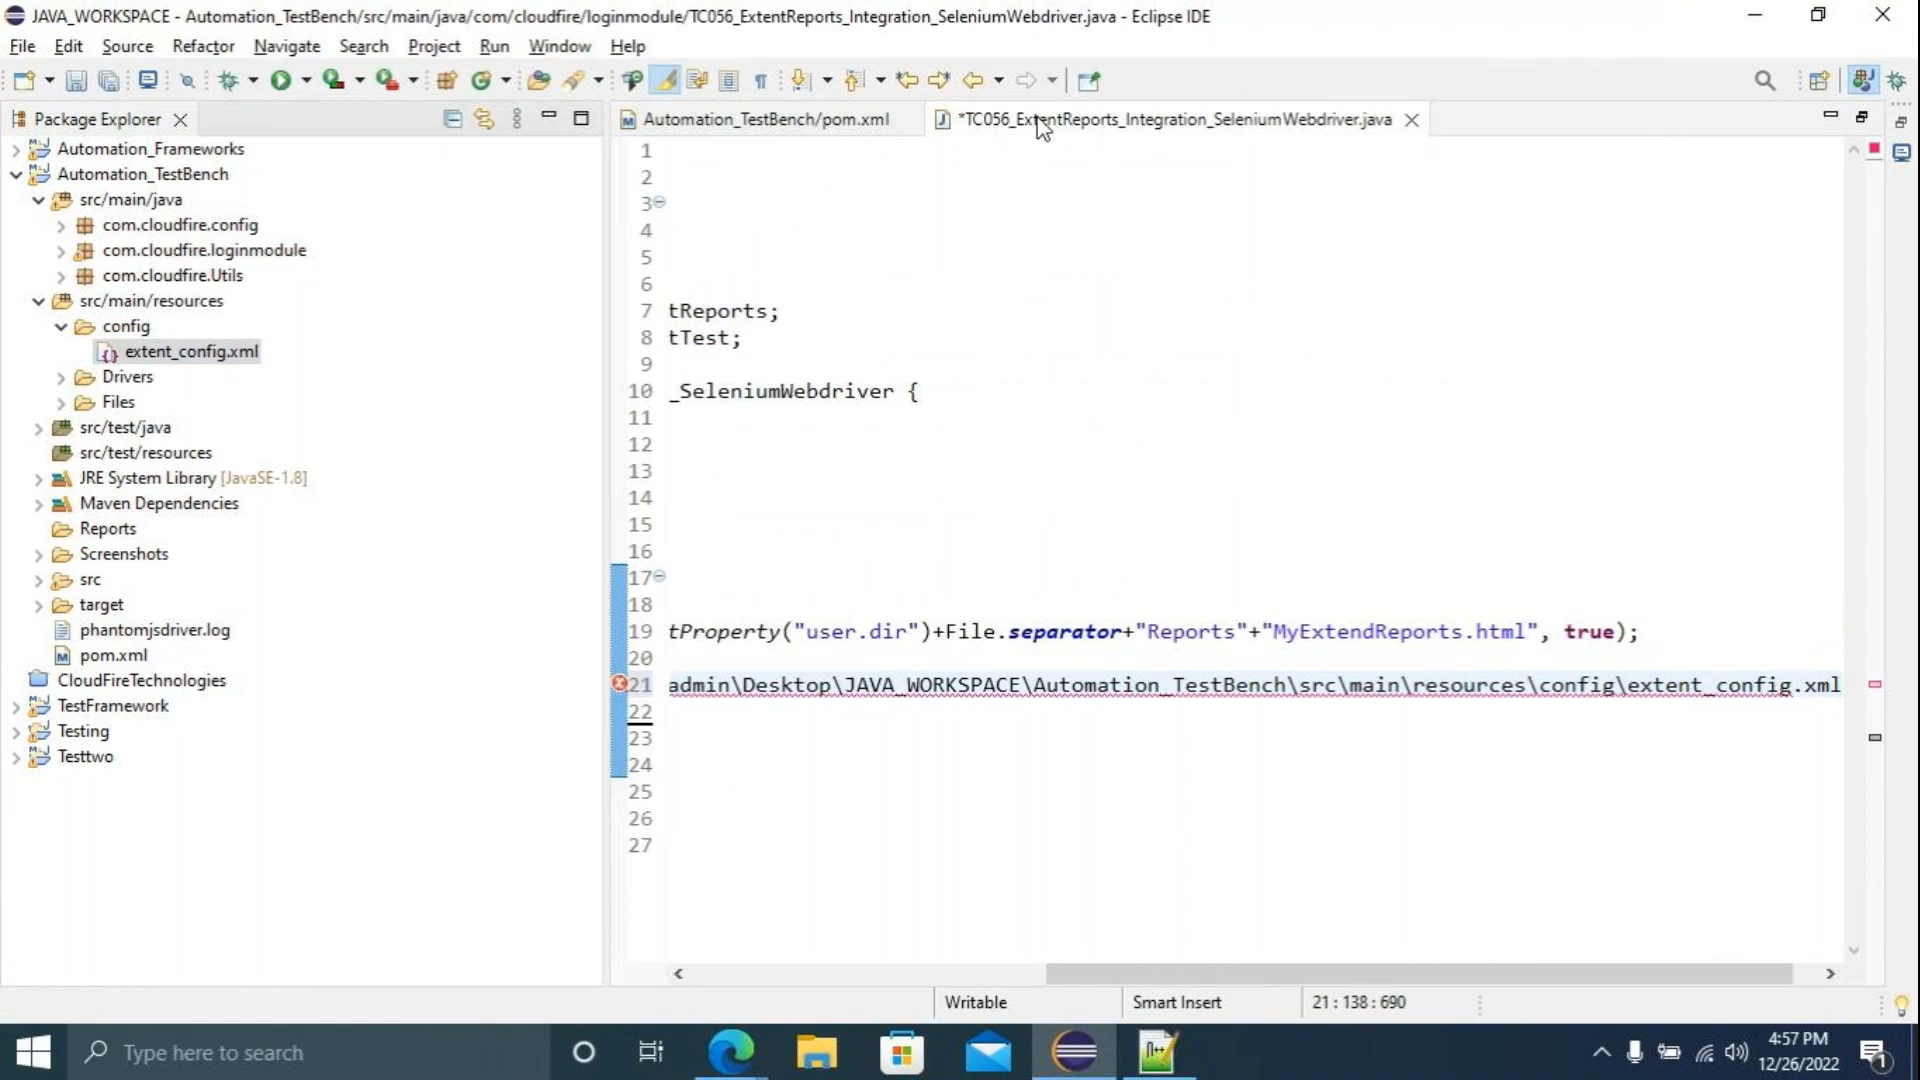 JAVA_WORKSPACE - Automation_TestBench/src/main/java/com/cloudfire/loginmodule/TC056_ExtentReports_Integration_SeleniumWebdriver.java - Eclipse IDE
File Edit Source Refactor Navigate Search Project Run Window Help
Package Explorer
Automation_TestBench/pom.xml
*TC056_ExtentReports_Integration_SeleniumWebdriver.java
Automation_Frameworks
Automation_TestBench
src/main/java
com.cloudfire.config
com.cloudfire.loginmodule
com.cloudfire.Utils
src/main/resources
config
extent_config.xml
Drivers
Files
src/test/java
src/test/resources
JRE System Library [JavaSE-1.8]
Maven Dependencies
Reports
Screenshots
src
target
phantomjsdriver.log
pom.xml
CloudFireTechnologies
TestFramework
Testing
Testtwo
1
2
3
4
5
6
7 tReports;
8 tTest;
9
10 _SeleniumWebdriver {
11
12
13
14
15
16
17
18
19 tProperty("user.dir")+File.separator+"Reports"+"MyExtendReports.html", true);
20
21 admin\Desktop\JAVA_WORKSPACE\Automation_TestBench\src\main\resources\config\extent_config.xml
22
23
24
25
26
27
Writable
Smart Insert
21 : 138 : 690
Type here to search
4:57 PM
12/26/2022
1